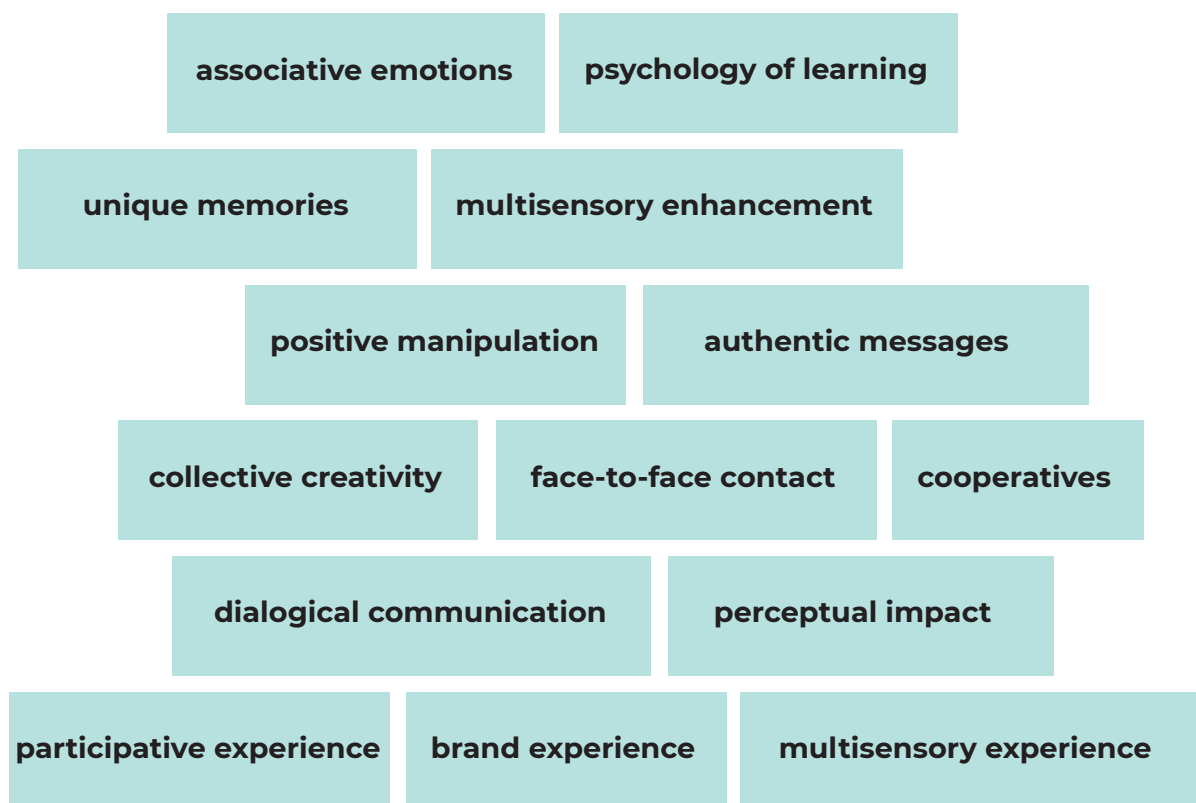 associative emotions
psychology of learning
unique memories
multisensory enhancement
positive manipulation
authentic messages
collective creativity
face-to-face contact
cooperatives
dialogical communication
perceptual impact
participative experience
brand experience
multisensory experience